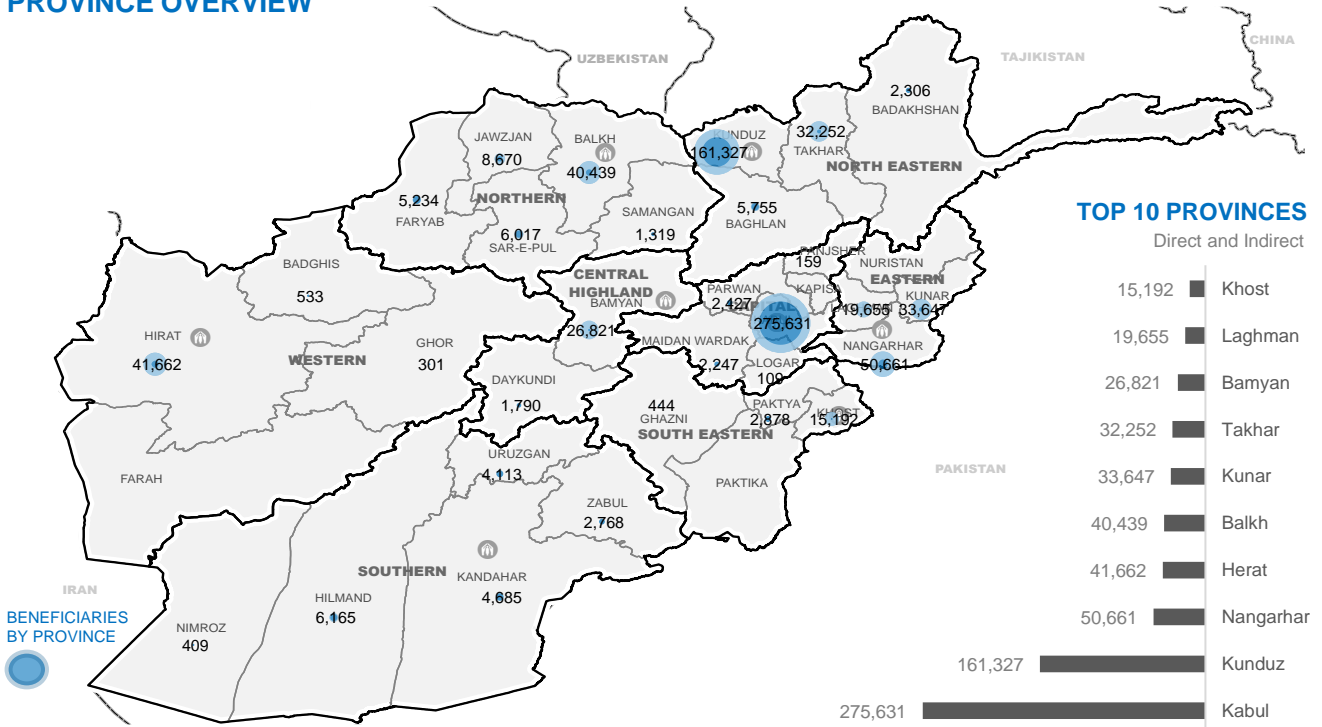 PROVINCE OVERVIEW
UZBEKISTAN
TAJIKISTAN
CHINA
2,306
BADAKHSHAN
JAWZJAN
8,670
BALKH
40,439
KUNDUZ
161,327
32,252
TAKHAR
NORTH EASTERN
5,234
FARYAB
NORTHERN
6,017
SAR-E-PUL
SAMANGAN
1,319
5,755
BAGHLAN
BADGHIS
533
CENTRAL
HIGHLAND
BAMYAN
26,821
PANJSHER
159
NURISTAN
EASTERN
PARWAN
2,427
KAPISA
CAPITAL
275,631
19,655
KUNAR
33,647
HIRAT
41,662
WESTERN
GHOR
301
MAIDAN WARDAK
2,247
LOGAR
109
NANGARHAR
50,661
DAYKUNDI
1,790
444
GHAZNI
SOUTH EASTERN
PAKTYA
2,878
KHOST
15,192
FARAH
URUZGAN
4,113
ZABUL
2,768
PAKTIKA
PAKISTAN
SOUTHERN
KANDAHAR
4,685
HILMAND
6,165
NIMROZ
409
IRAN
BENEFICIARIES
BY PROVINCE
TOP 10 PROVINCES
Direct and Indirect
15,192 Khost
19,655 Laghman
26,821 Bamyan
32,252 Takhar
33,647 Kunar
40,439 Balkh
41,662 Herat
50,661 Nangarhar
161,327 Kunduz
275,631 Kabul